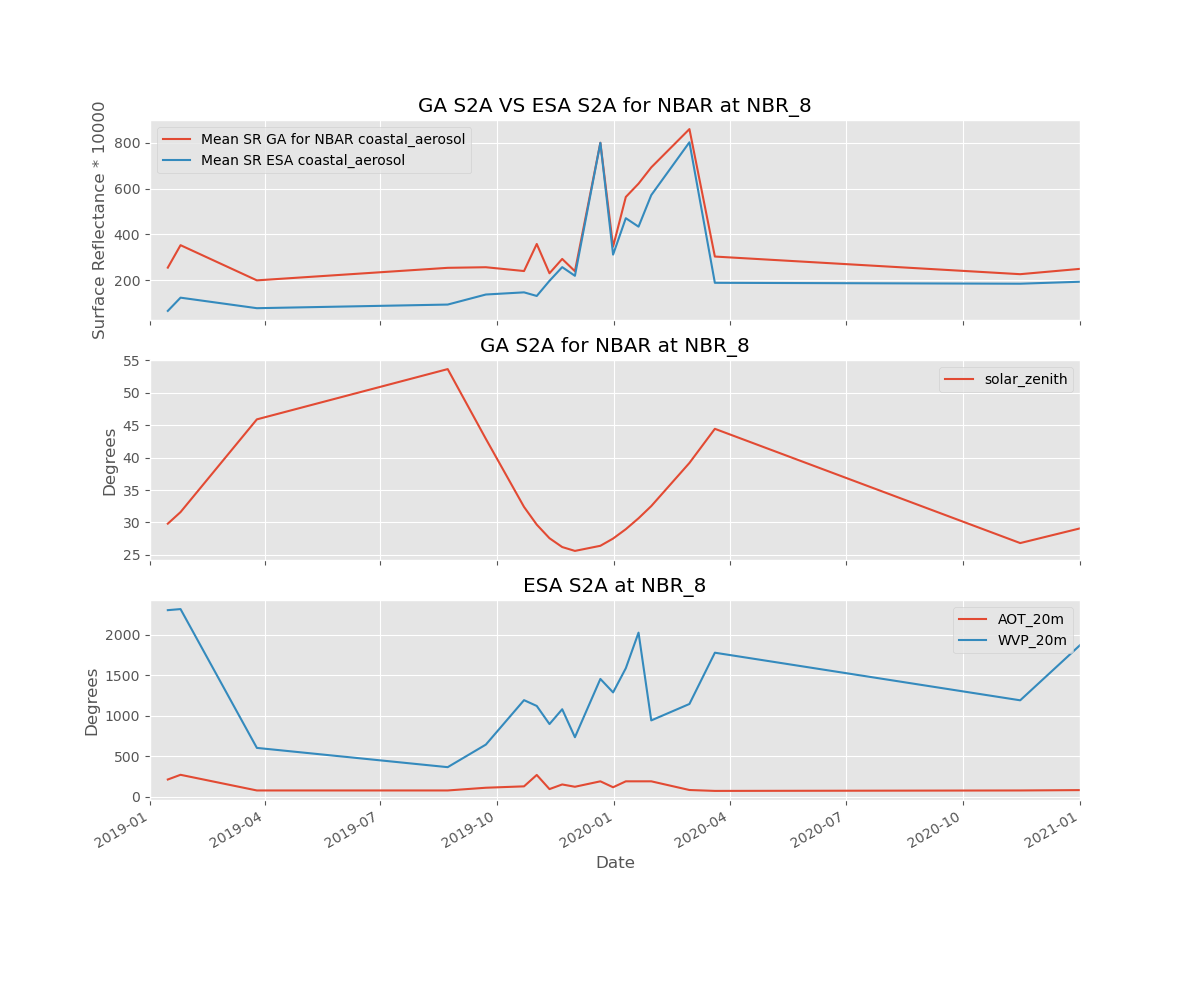 GA S2A VS ESA S2A for NBAR at NBR_8
Surface Reflectance * 10000
800
600
400
200
Mean SR GA for NBAR coastal_aerosol
Mean SR ESA coastal_aerosol
GA S2A for NBAR at NBR_8
Degrees
55
50
45
40
35
30
25
solar_zenith
ESA S2A at NBR_8
Degrees
2000
1500
1000
500
0
AOT_20m
WVP_20m
2019-01
2019-04
2019-07
2019-10
2020-01
2020-04
2020-07
2020-10
2021-01
Date